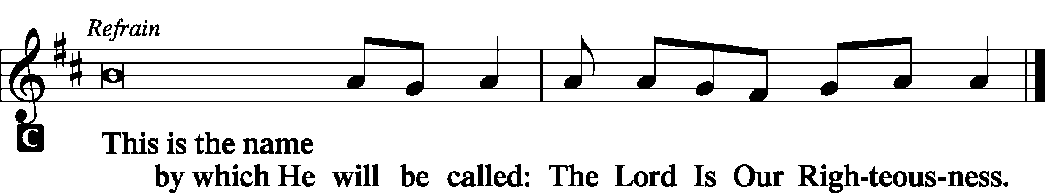 Refrain
C
This is the name
by which He will be called: The Lord Is Our Righ-teous-ness.